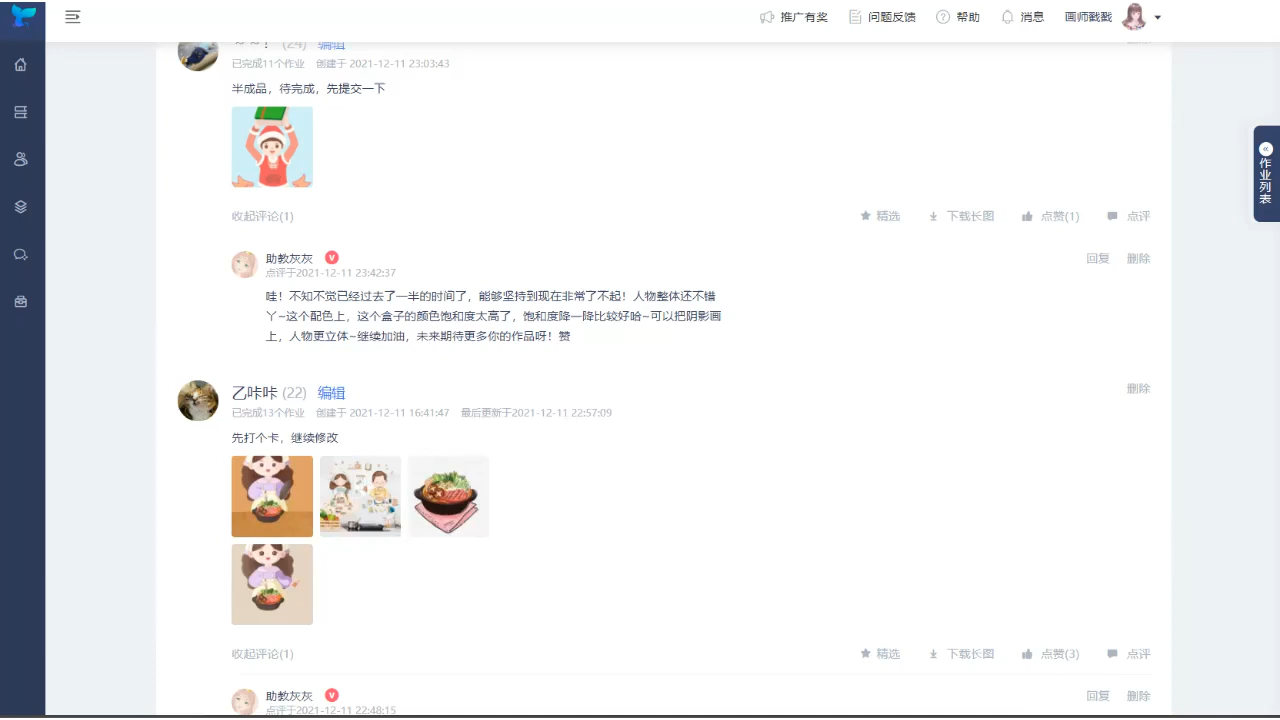 推广有奖 问题反馈 帮助 消息 画师戳戳
(24) 编辑
已完成11个作业 创建于 2021-12-11 23:03:43
半成品，待完成，先提交一下
作业列表
收起评论(1) 精选 下载长图 点赞(1) 点评
助教灰灰 V 回复 删除
点评于2021-12-11 23:42:37
哇！不知不觉已经过去了一半的时间了，能够坚持到现在非常了不起！人物整体还不错
丫~这个配色上，这个盒子的颜色饱和度太高了，饱和度降一降比较好哈~可以把阴影画
上，人物更立体~继续加油，未来期待更多你的作品呀！赞
乙咔咔 (22) 编辑 删除
已完成13个作业 创建于 2021-12-11 16:41:47 最后更新于2021-12-11 22:57:09
先打个卡，继续修改
收起评论(1) 精选 下载长图 点赞(3) 点评
助教灰灰 V 回复 删除
点评于2021-12-11 22:48:15